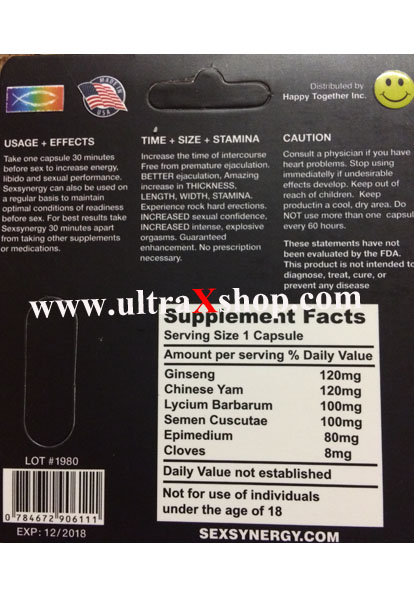 MADE IN
USA
Distributed by
Happy Together Inc.
USAGE + EFFECTS
Take one capsule 30 minutes
before sex to increase energy,
libido and sexual performance.
Sexsynergy can also be used on
a regular basis to maintain
optimal conditions of readiness
before sex. For best results take
Sexsynergy 30 minutes apart
from taking other supplements
or medications.
TIME + SIZE + STAMINA
Increase the time of intercourse
Free from premature ejaculation.
BETTER ejaculation, Amazing
increase in THICKNESS,
LENGTH, WIDTH, STAMINA,
Experience rock hard erections.
INCREASED sexual confidence,
INCREASED intense, explosive
orgasms. Guaranteed
enhancement. No prescription
necessary.
CAUTION
Consult a physician if you have
heart problems. Stop using
immediatelly if undesirable
effects develop. Keep out of
reach of children. Keep
product in a cool, dry area. Do
NOT use more than one capsule
every 60 hours.
These statements have not
been evaluated by the FDA.
This product is not intended to
diagnose, treat, cure, or
prevent any disease
www.ultraXshop.com
Supplement Facts
Serving Size 1 Capsule
Amount per serving % Daily Value
Ginseng 120mg
Chinese Yam 120mg
Lycium Barbarum 100mg
Semen Cuscutae 100mg
Epimedium 80mg
Cloves 8mg
Daily Value not established
Not for use of individuals
under the age of 18
LOT #1980
0 784672 906111
EXP: 12/2018
SEXSYNERGY.COM